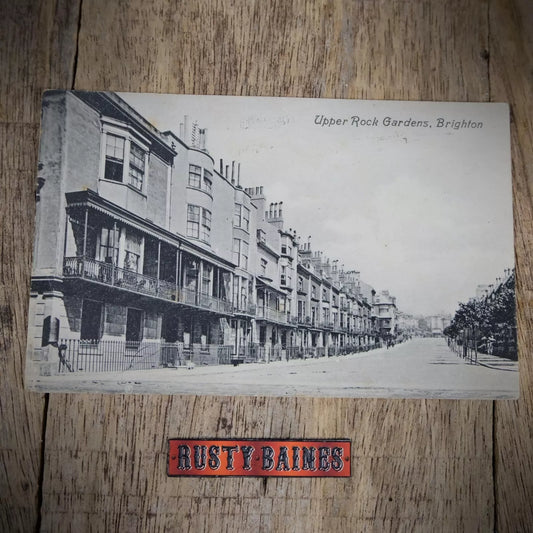 Upper Rock Gardens, Brighton
RUSTY BAINES